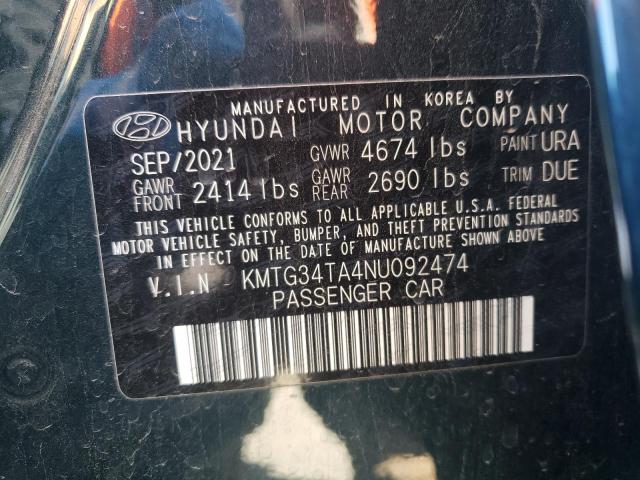 MANUFACTURED IN KOREA BY
HYUNDAI MOTOR COMPANY
SEP/2021 GVWR 4674 lbs PAINT URA
GAWR FRONT 2414 lbs GAWR REAR 2690 lbs TRIM DUE
THIS VEHICLE CONFORMS TO ALL APPLICABLE U.S.A. FEDERAL
MOTOR VEHICLE SAFETY, BUMPER, AND THEFT PREVENTION STANDARDS
IN EFFECT ON THE DATE OF MANUFACTURE SHOWN ABOVE.
V.I.N KMTG34TA4NU092474
PASSENGER CAR